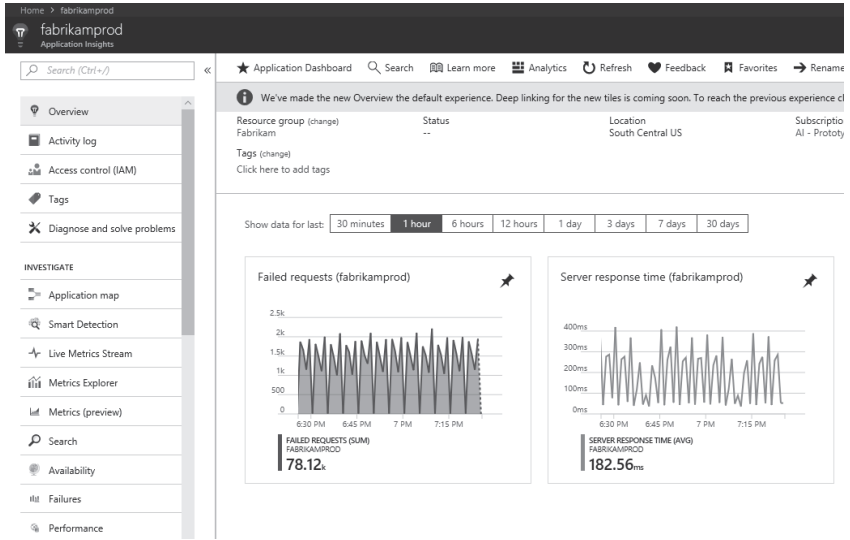 Home > fabrikamprod
fabrikamprod
Application Insights
Search (Ctrl+/)
«
Overview
Activity log
Access control (IAM)
Tags
Diagnose and solve problems
INVESTIGATE
Application map
Smart Detection
Live Metrics Stream
Metrics Explorer
Metrics (preview)
Search
Availability
Failures
Performance
Application Dashboard Search Learn more Analytics Refresh Feedback Favorites Rename
We've made the new Overview the default experience. Deep linking for the new tiles is coming soon. To reach the previous experience cl
Resource group (change) Status Location Subscriptio
Fabrikam -- South Central US AI - Prototy
Tags (change)
Click here to add tags
Show data for last: 30 minutes 1 hour 6 hours 12 hours 1 day 3 days 7 days 30 days
Failed requests (fabrikamprod)
2.5k
2k
1.5k
1k
500
0
6:30 PM 6:45 PM 7 PM 7:15 PM
FAILED REQUESTS (SUM)
FABRIKAMPROD
78.12k
Server response time (fabrikamprod)
400ms
300ms
200ms
100ms
0ms
6:30 PM 6:45 PM 7 PM 7:15 PM
SERVER RESPONSE TIME (AVG)
FABRIKAMPROD
182.56ms